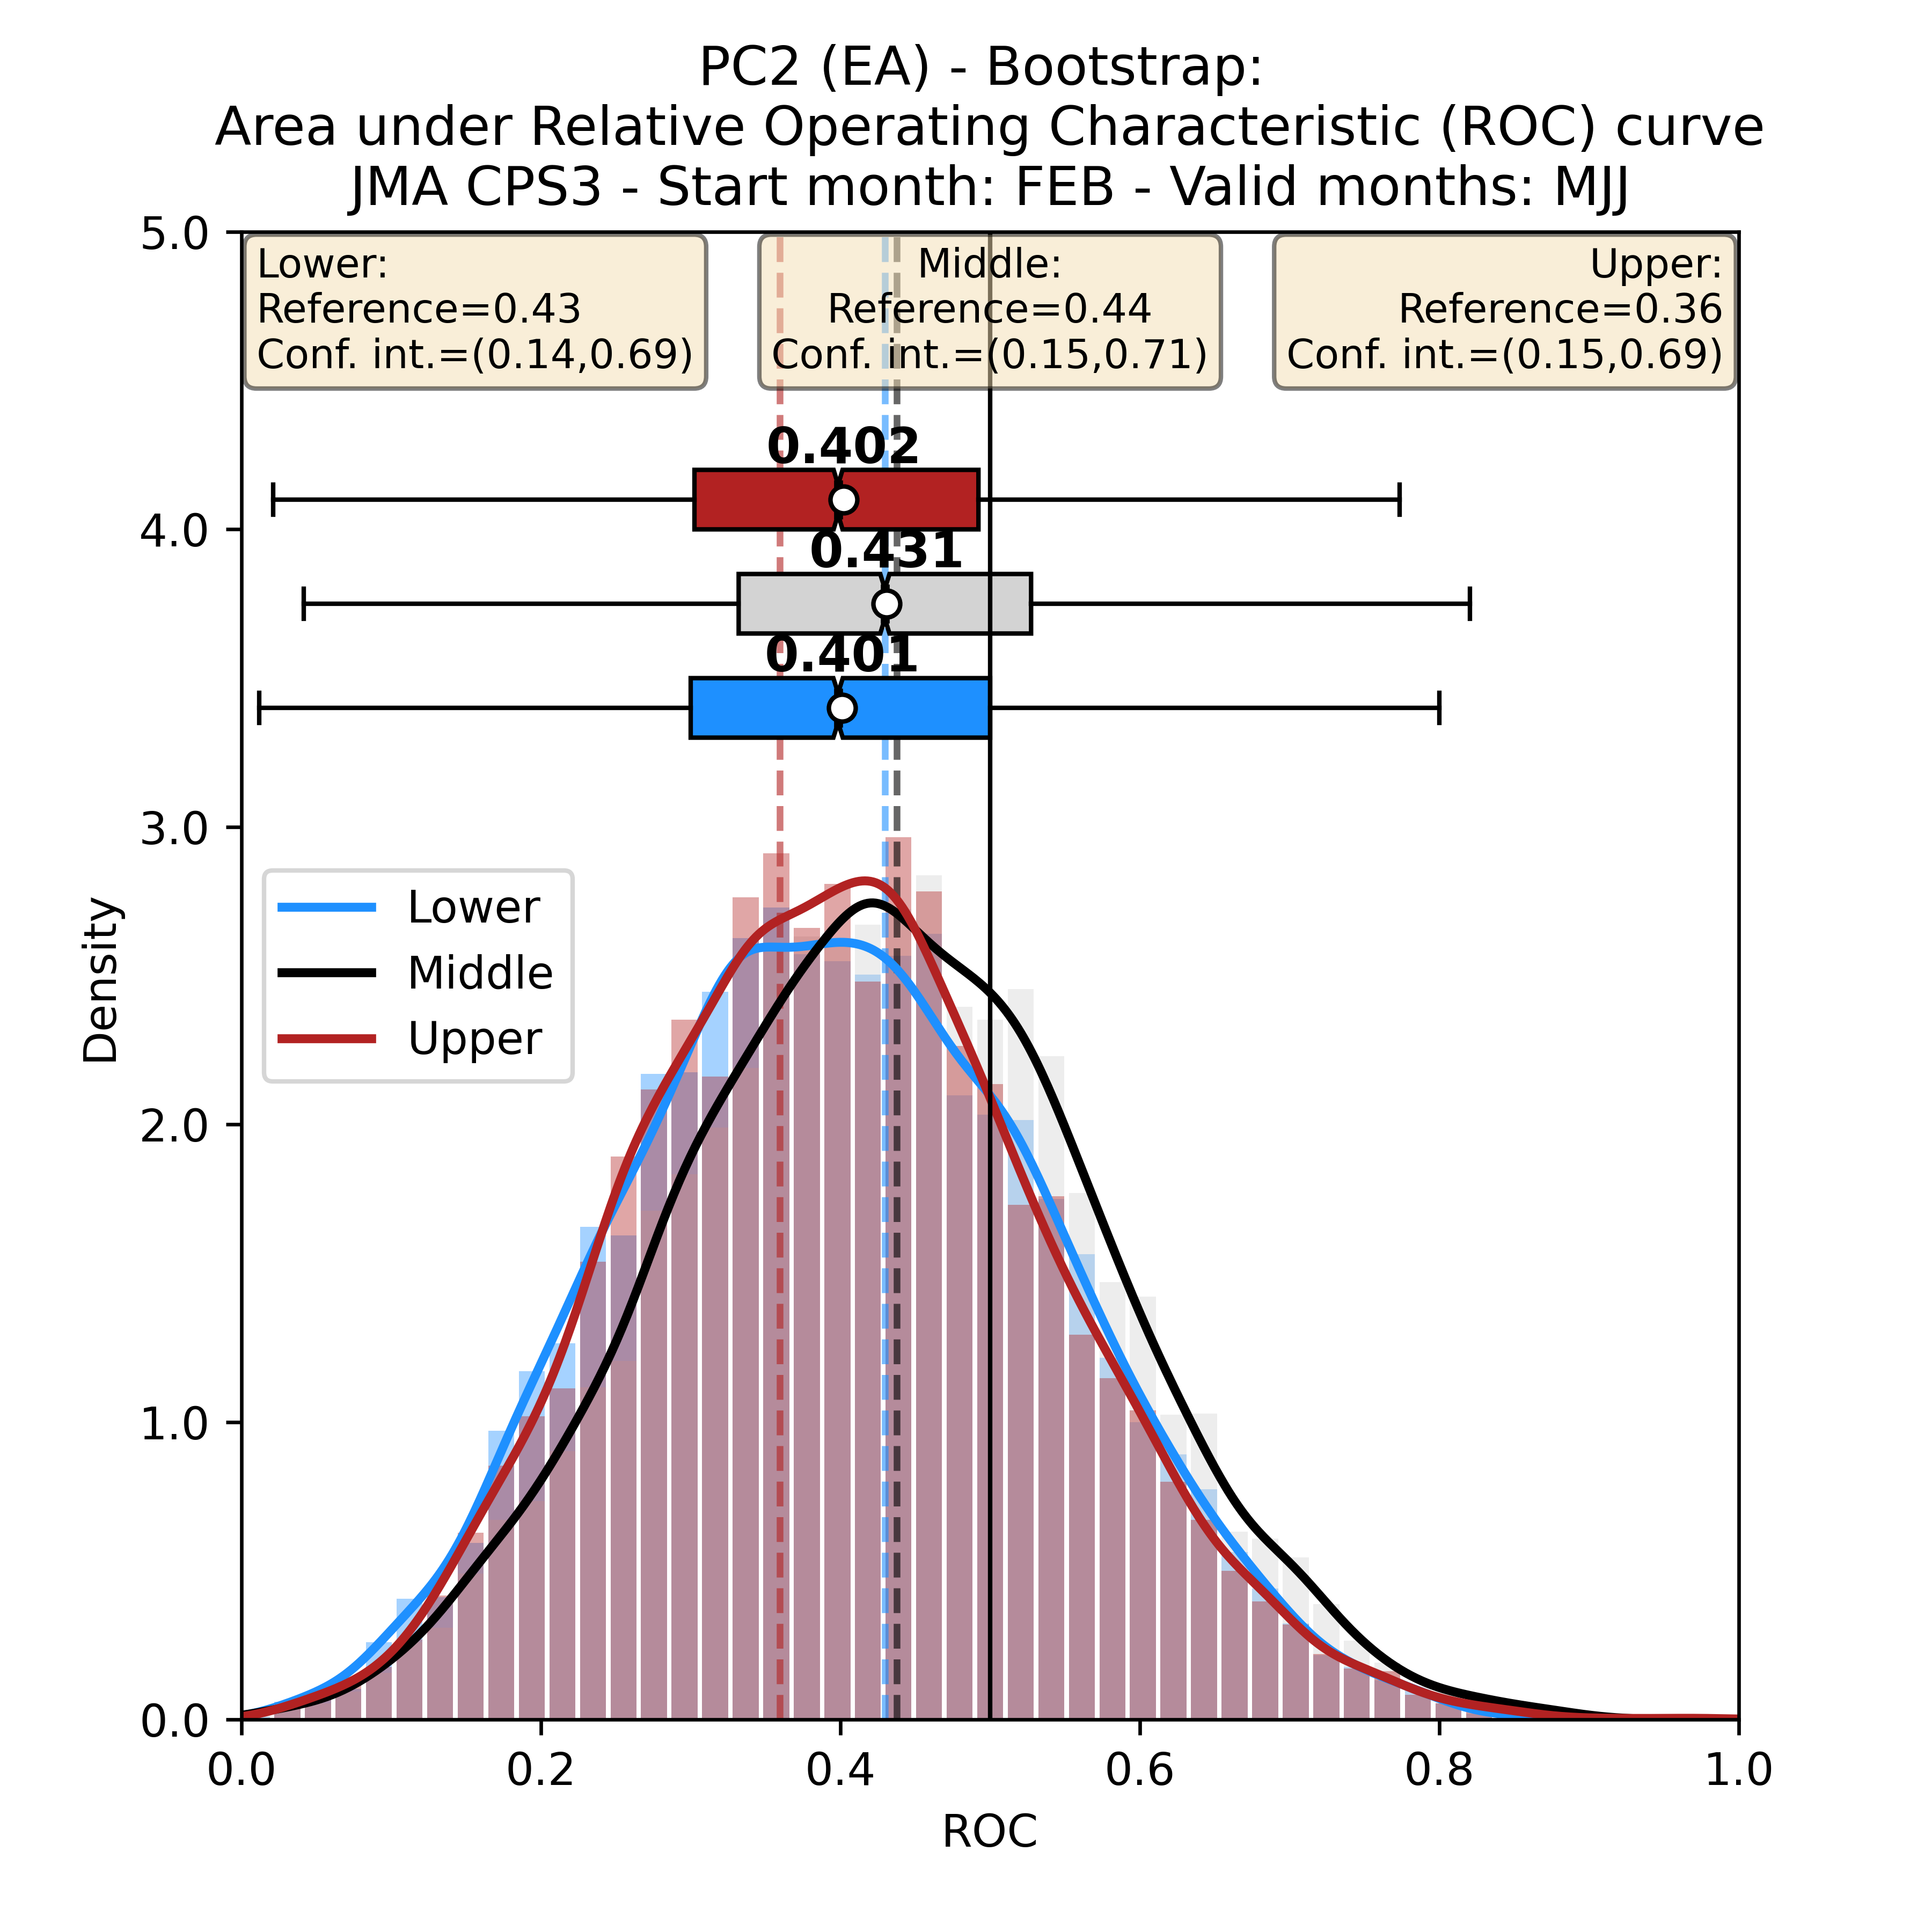 PC2 (EA) - Bootstrap:
Area under Relative Operating Characteristic (ROC) curve
JMA CPS3 - Start month: FEB - Valid months: MJJ
Lower:
Reference=0.43
Conf. int.=(0.14,0.69)
Middle:
Reference=0.44
Conf. int.=(0.15,0.71)
Upper:
Reference=0.36
Conf. int.=(0.15,0.69)
0.402
0.431
0.401
5.0
4.0
3.0
2.0
1.0
0.0
Density
Lower
Middle
Upper
0.0 0.2 0.4 0.6 0.8 1.0
ROC